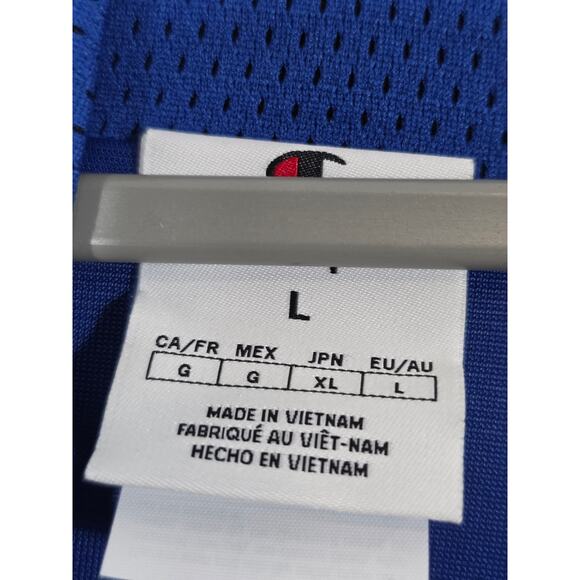 L
CA/FR MEX JPN EU/AU
G G XL L
MADE IN VIETNAM
FABRIQUÉ AU VIÊT-NAM
HECHO EN VIETNAM